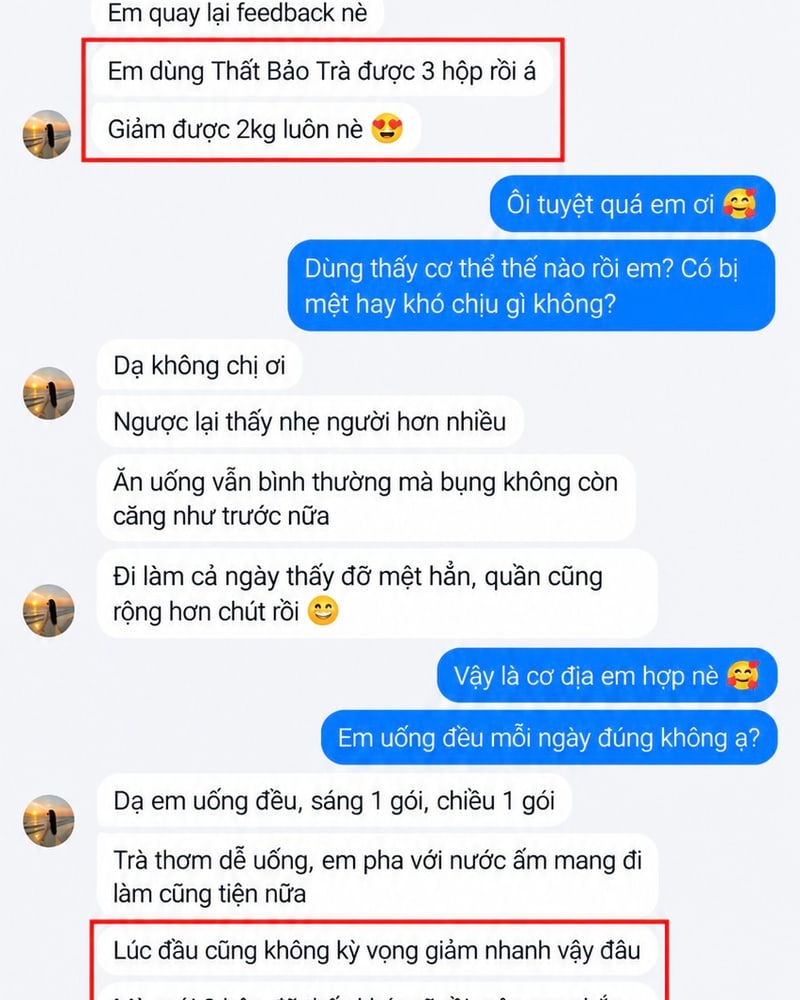 Em quay lại feedback nè
Em dùng Thất Bảo Trà được 3 hộp rồi á
Giảm được 2kg luôn nè 😍
Ôi tuyệt quá em ơi 🥰
Dùng thấy cơ thể thế nào rồi em? Có bị
mệt hay khó chịu gì không?
Dạ không chị ơi
Ngược lại thấy nhẹ người hơn nhiều
Ăn uống vẫn bình thường mà bụng không còn
căng như trước nữa
Đi làm cả ngày thấy đỡ mệt hẳn, quần cũng
rộng hơn chút rồi 😁
Vậy là cơ địa em hợp nè 🥰
Em uống đều mỗi ngày đúng không ạ?
Dạ em uống đều, sáng 1 gói, chiều 1 gói
Trà thơm dễ uống, em pha với nước ấm mang đi
làm cũng tiện nữa
Lúc đầu cũng không kỳ vọng giảm nhanh vậy đâu